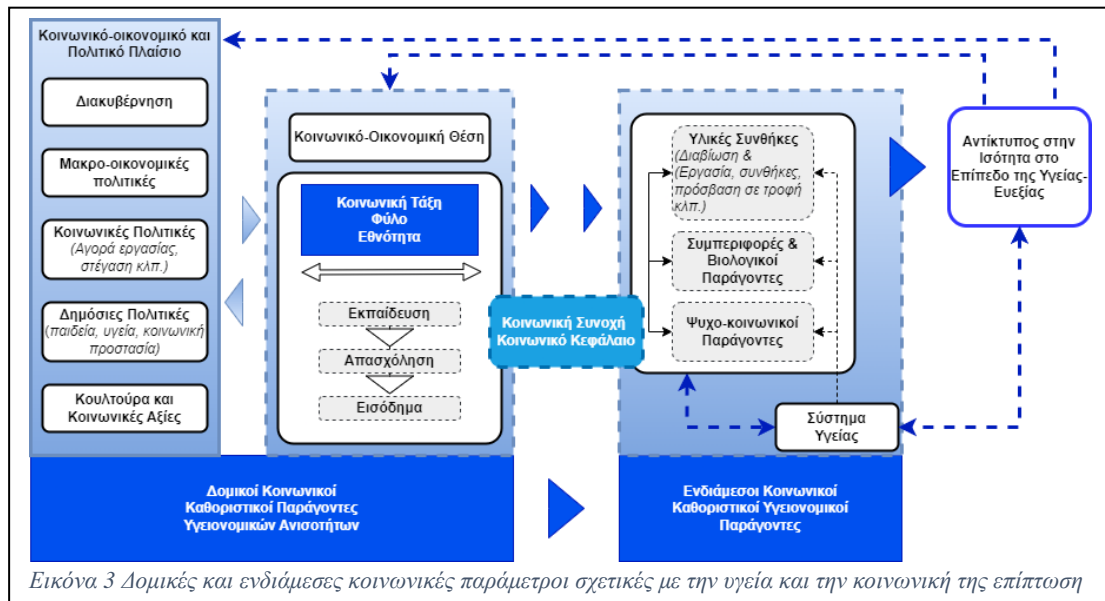 Κοινωνικό-οικονομικό και
Πολιτικό Πλαίσιο
Διακυβέρνηση
Μακρο-οικονομικές
πολιτικές
Κοινωνικές Πολιτικές
(Αγορά εργασίας,
στέγαση κλπ.)
Δημόσιες Πολιτικές
(παιδεία, υγεία, κοινωνική
προστασία)
Κουλτούρα και
Κοινωνικές Αξίες
Κοινωνικό-Οικονομική Θέση
Κοινωνική Τάξη
Φύλο
Εθνότητα
Εκπαίδευση
Απασχόληση
Εισόδημα
Κοινωνική Συνοχή
Κοινωνικό Κεφάλαιο
Υλικές Συνθήκες
(Διαβίωση &
(Εργασία, συνθήκες,
πρόσβαση σε τροφή
κλπ.)
Συμπεριφορές &
Βιολογικοί
Παράγοντες
Ψυχο-κοινωνικοί
Παράγοντες
Σύστημα
Υγείας
Αντίκτυπος στην
Ισότητα στο
Επίπεδο της Υγείας-
Ευεξίας
Δομικοί Κοινωνικοί
Καθοριστικοί Παράγοντες
Υγειονομικών Ανισοτήτων
Ενδιάμεσοι Κοινωνικοί
Καθοριστικοί Υγειονομικοί
Παράγοντες
Εικόνα 3 Δομικές και ενδιάμεσες κοινωνικές παράμετροι σχετικές με την υγεία και την κοινωνική της επίπτωση